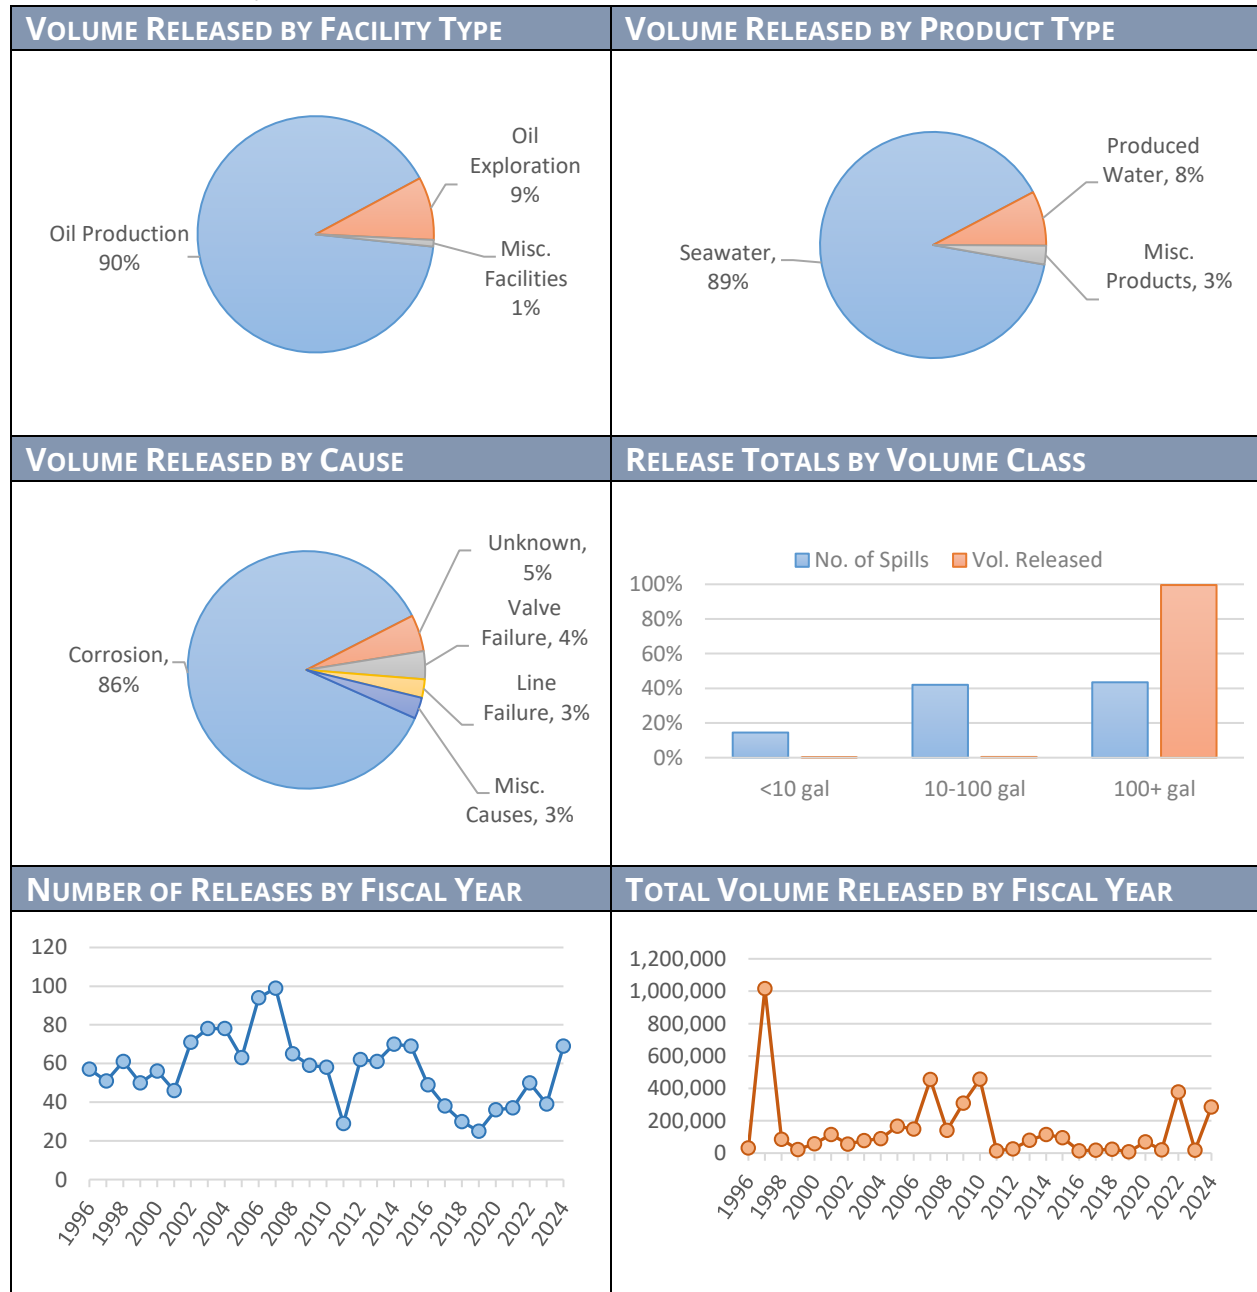 VOLUME RELEASED BY FACILITY TYPE
Oil
Exploration
9%
Oil Production
90%
Misc.
Facilities
1%
VOLUME RELEASED BY PRODUCT TYPE
Produced
Water, 8%
Seawater,
89%
Misc.
Products, 3%
VOLUME RELEASED BY CAUSE
Unknown,
5%
Valve
Failure, 4%
Corrosion,
86%
Line
Failure, 3%
Misc.
Causes, 3%
RELEASE TOTALS BY VOLUME CLASS
No. of Spills Vol. Released
100%
80%
60%
40%
20%
0%
<10 gal 10-100 gal 100+ gal
NUMBER OF RELEASES BY FISCAL YEAR
120
100
80
60
40
20
0
1996 1998 2000 2002 2004 2006 2008 2010 2012 2014 2016 2018 2020 2022 2024
TOTAL VOLUME RELEASED BY FISCAL YEAR
1,200,000
1,000,000
800,000
600,000
400,000
200,000
0
1996 1998 2000 2002 2004 2006 2008 2010 2012 2014 2016 2018 2020 2022 2024